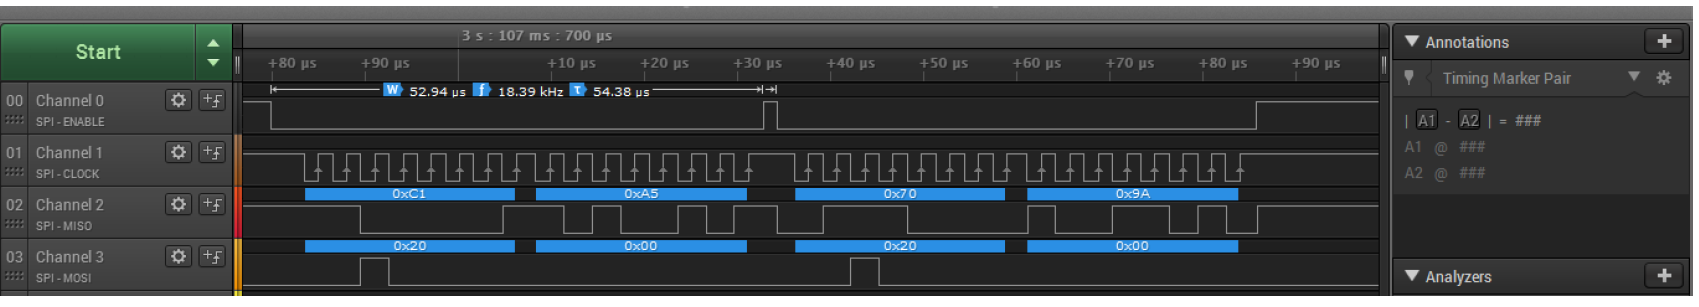 Start
3 s : 107 ms : 700 µs
+80 µs +90 µs +10 µs +20 µs +30 µs +40 µs +50 µs +60 µs +70 µs +80 µs +90 µs
W 52.94 µs f 18.39 kHz T 54.38 µs
00 Channel 0
SPI - ENABLE
01 Channel 1
SPI - CLOCK
0xC1 0xA5 0x70 0x9A
02 Channel 2
SPI - MISO
0x20 0x00 0x20 0x00
03 Channel 3
SPI - MOSI
Annotations
Timing Marker Pair
| A1 - A2 | = ###
A1 @ ###
A2 @ ###
Analyzers